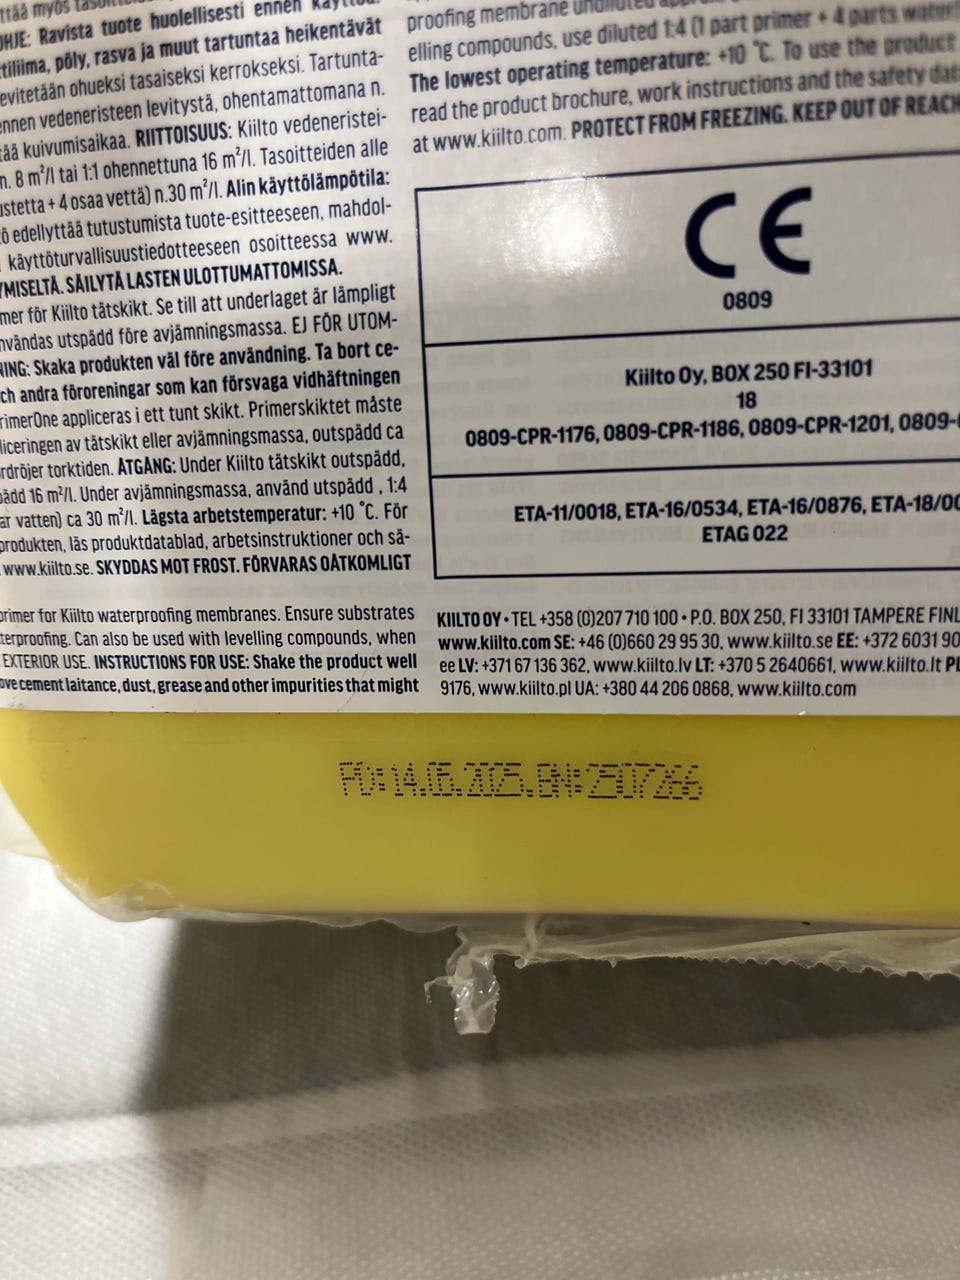 ttää myös
OHJE: Ravista tuote huolellisesti ennen
tiliima, pöly, rasva ja muut tartuntaa heikentävät
evitetään ohueksi tasaiseksi kerrokseksi. Tartunta-
ennen vedeneristeen levitystä, ohentamattomana n.
tää kuivumisaikaa. RIITTOISUUS: Kiilto vedeneristei-
n. 8 m²/l tai 1:1 ohennettuna 16 m²/l. Tasoitteiden alle
ustetta + 4 osaa vettä) n.30 m²/l. Alin käyttölämpötila:
tö edellyttää tutustumista tuote-esitteeseen, mahdol-
käyttöturvallisuustiedotteeseen osoitteessa www.
YMISELTÄ. SÄILYTÄ LASTEN ULOTTUMATTOMISSA.
mer för Kiilto tätskikt. Se till att underlaget är lämpligt
nvändas utspädd före avjämningsmassa. EJ FÖR UTOM-
NING: Skaka produkten väl före användning. Ta bort ce-
ch andra föroreningar som kan försvaga vidhäftningen
rimerOne appliceras i ett tunt skikt. Primerskiktet måste
liceringen av tätskikt eller avjämningsmassa, outspädd ca
rdröjer torktiden. ÅTGÅNG: Under Kiilto tätskikt outspädd,
pädd 16 m²/l. Under avjämningsmassa, använd utspädd , 1:4
ar vatten) ca 30 m²/l. Lägsta arbetstemperatur: +10 °C. För
produkten, läs produktdatablad, arbetsinstruktioner och sä-
www.kiilto.se. SKYDDAS MOT FROST. FÖRVARAS OÅTKOMLIGT
primer for Kiilto waterproofing membranes. Ensure substrates
terproofing. Can also be used with levelling compounds, when
EXTERIOR USE. INSTRUCTIONS FOR USE: Shake the product well
ove cement laitance, dust, grease and other impurities that might
proofing membrane undiluted
elling compounds, use diluted 1:4 (1 part primer + 4 parts water
The lowest operating temperature: +10 °C. To use the product
read the product brochure, work instructions and the safety dat
at www.kiilto.com. PROTECT FROM FREEZING. KEEP OUT OF REACH
CE
0809
Kiilto Oy, BOX 250 FI-33101
18
0809-CPR-1176, 0809-CPR-1186, 0809-CPR-1201, 0809-
ETA-11/0018, ETA-16/0534, ETA-16/0876, ETA-18/00
ETAG 022
KIILTO OY • TEL +358 (0)207 710 100 • P.O. BOX 250, FI 33101 TAMPERE FINL
www.kiilto.com SE: +46 (0)660 29 95 30, www.kiilto.se EE: +372 6031 90
ee LV: +371 67 136 362, www.kiilto.lv LT: +370 5 2640661, www.kiilto.lt PL
9176, www.kiilto.pl UA: +380 44 206 0868, www.kiilto.com
PD:14.05.2025.BN:2507266